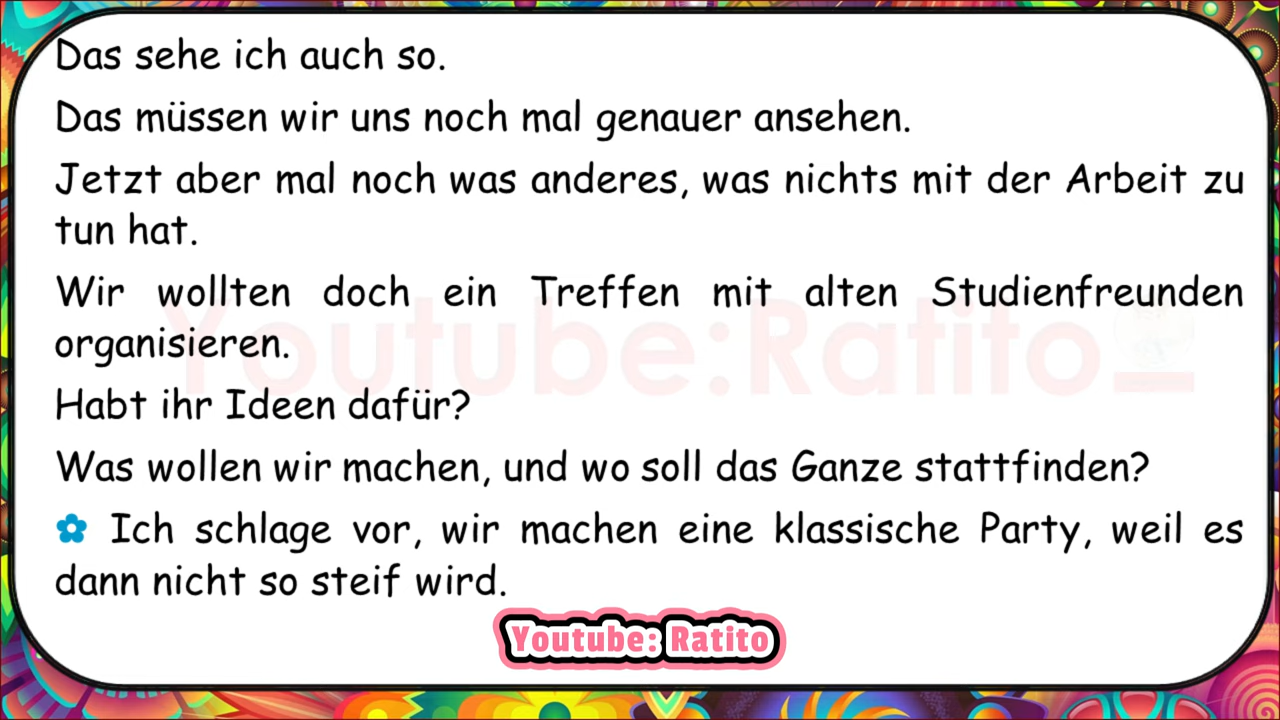 Das sehe ich auch so.
Das müssen wir uns noch mal genauer ansehen.
Jetzt aber mal noch was anderes, was nichts mit der Arbeit zu
tun hat.
Wir wollten doch ein Treffen mit alten Studienfreunden
organisieren.
Youtube:Ratito
Habt ihr Ideen dafür?
Was wollen wir machen, und wo soll das Ganze stattfinden?
✿ Ich schlage vor, wir machen eine klassische Party, weil es
dann nicht so steif wird.
Youtube: Ratito